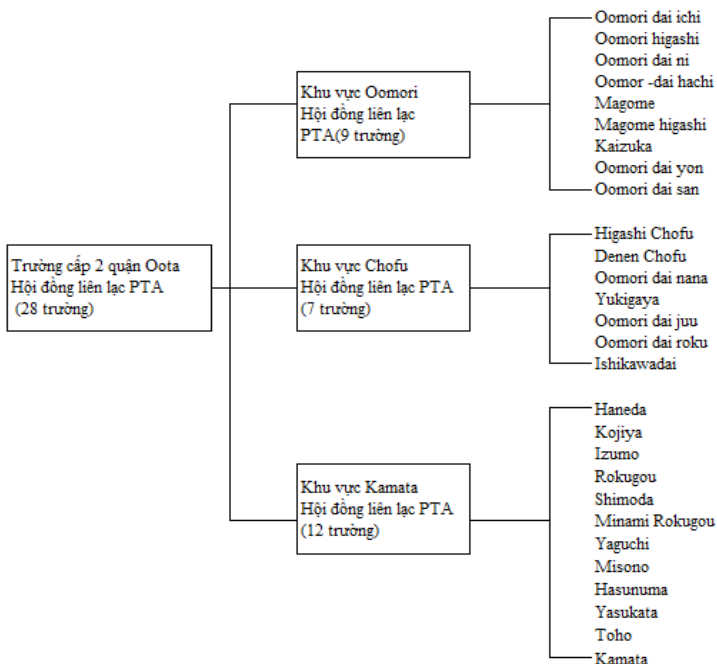 Trường cấp 2 quận Oota
Hội đồng liên lạc PTA
(28 trường)
Khu vực Oomori
Hội đồng liên lạc
PTA(9 trường)
Oomori dai ichi
Oomori higashi
Oomori dai ni
Oomor -dai hachi
Magome
Magome higashi
Kaizuka
Oomori dai yon
Oomori dai san
Khu vực Chofu
Hội đồng liên lạc PTA
(7 trường)
Higashi Chofu
Denen Chofu
Oomori dai nana
Yukigaya
Oomori dai juu
Oomori dai roku
Ishikawadai
Khu vực Kamata
Hội đồng liên lạc PTA
(12 trường)
Haneda
Kojiya
Izumo
Rokugou
Shimoda
Minami Rokugou
Yaguchi
Misono
Hasunuma
Yasukata
Toho
Kamata